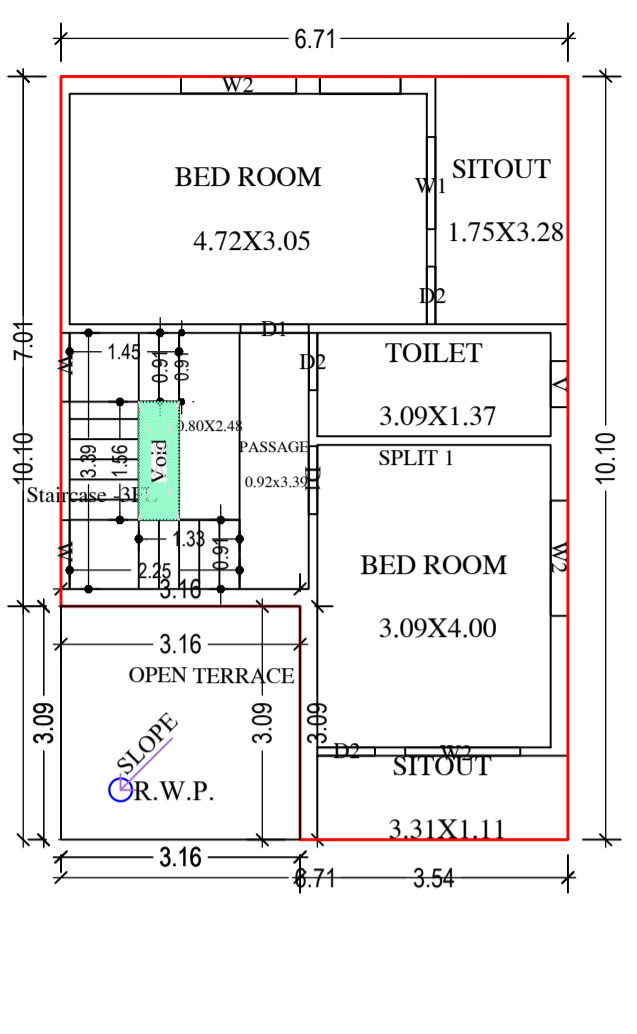 6.71
W2
BED ROOM
4.72X3.05
W1
SITOUT
1.75X3.28
D2
7.01
10.10
10.10
D1
W
1.45
0.91
0.91
D2
TOILET
3.09X1.37
V
0.80X2.48
PASSAGE
0.92x3.39
SPLIT 1
3.39
1.56
Void
D1
Staircase -3FL
W
1.33
0.91
2.25
3.16
BED ROOM
3.09X4.00
W2
3.16
OPEN TERRACE
3.09
3.09
3.09
SLOPE
R.W.P.
D2
W2
SITOUT
3.31X1.11
3.16
6.71
3.54